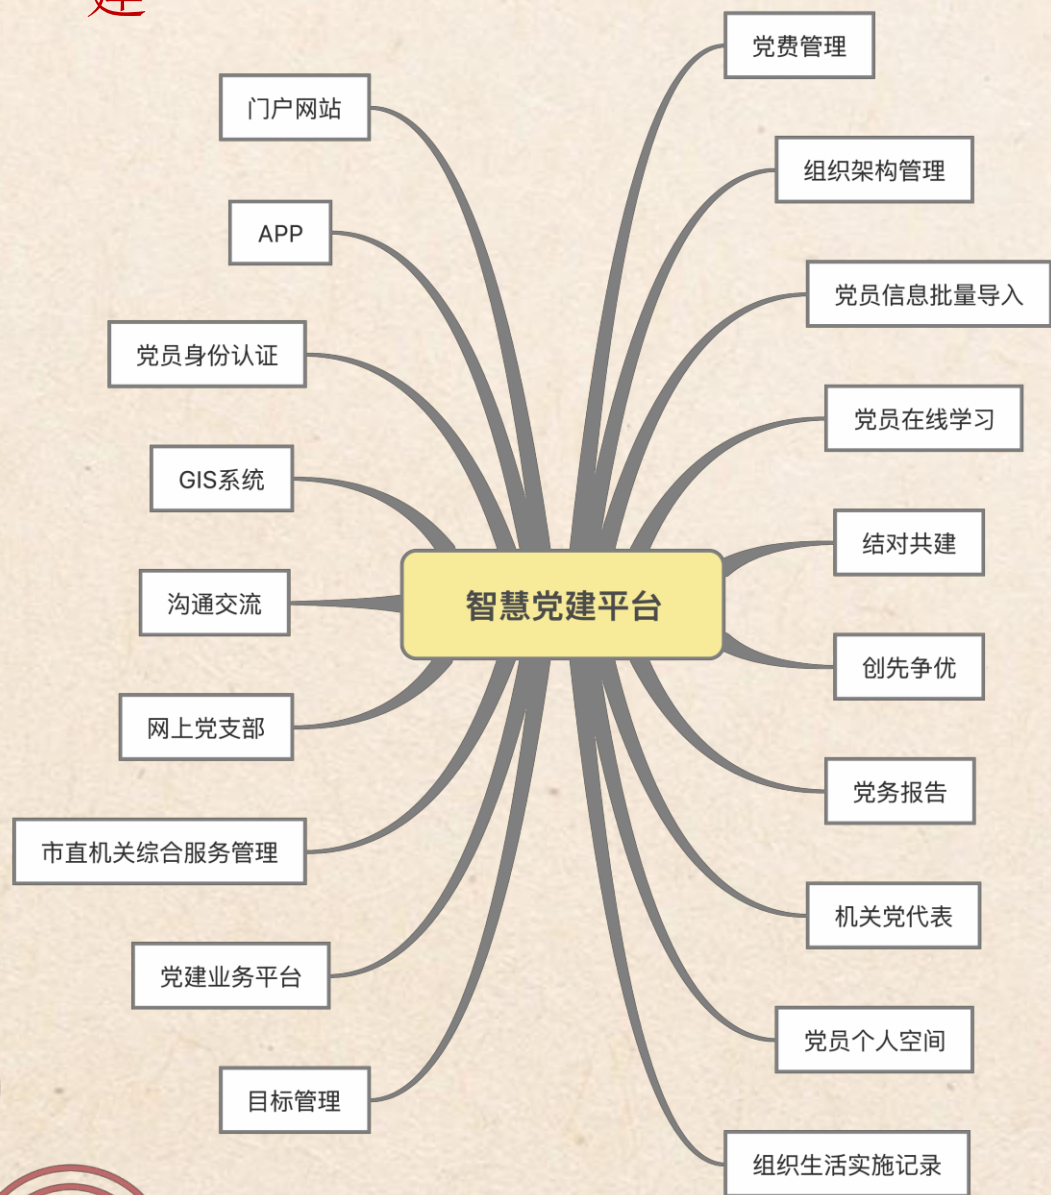 建
党费管理
门户网站
组织架构管理
APP
党员信息批量导入
党员身份认证
党员在线学习
GIS系统
结对共建
沟通交流
智慧党建平台
创先争优
网上党支部
党务报告
市直机关综合服务管理
机关党代表
党建业务平台
党员个人空间
目标管理
组织生活实施记录